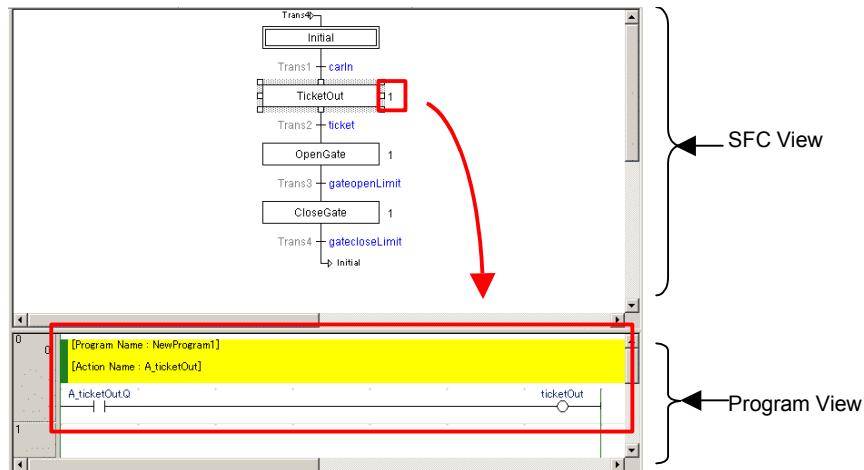 Trans4
Initial
Trans1 carIn
TicketOut 1
Trans2 ticket
OpenGate 1
Trans3 gateopenLimit
CloseGate 1
Trans4 gatecloseLimit
Initial
SFC View
0
0
[Program Name : NewProgram1]
[Action Name : A_ticketOut]
A_ticketOut.Q ticketOut
1
Program View